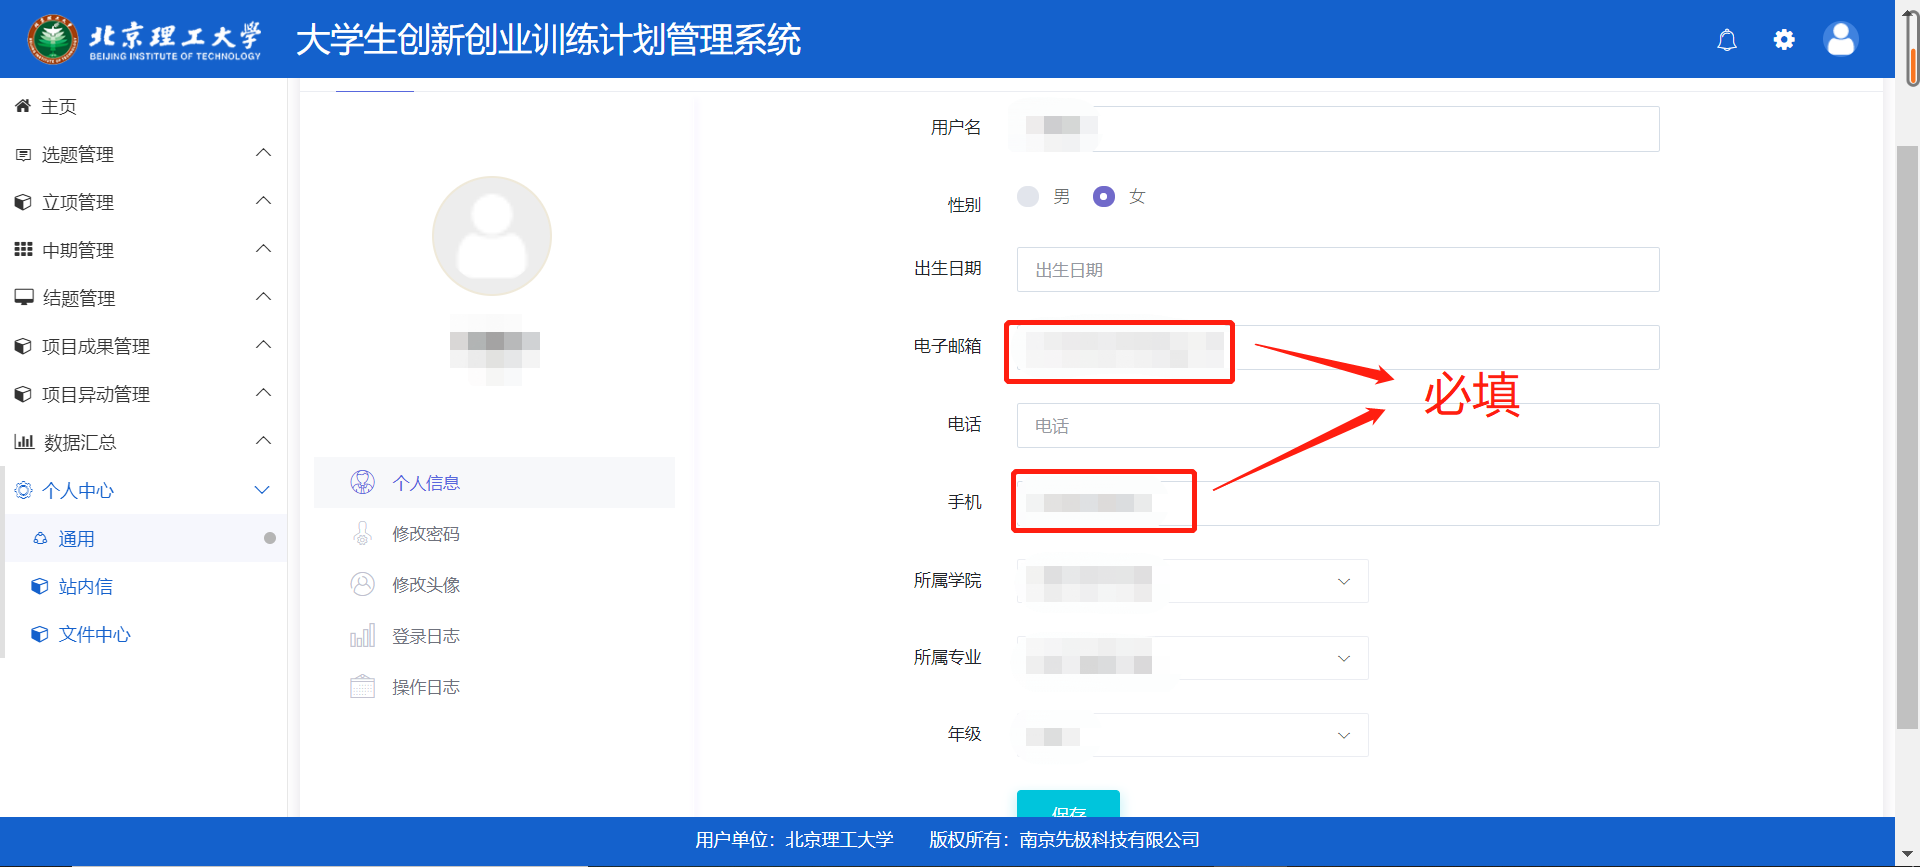 北京理工大学
BEIJING INSTITUTE OF TECHNOLOGY
大学生创新创业训练计划管理系统
主页
选题管理
立项管理
中期管理
结题管理
项目成果管理
项目异动管理
数据汇总
个人中心
通用
站内信
文件中心
个人信息
修改密码
修改头像
登录日志
操作日志
用户名
性别 男 女
出生日期 出生日期
电子邮箱
必填
电话 电话
手机
所属学院
所属专业
年级
保存
用户单位：北京理工大学 版权所有：南京先极科技有限公司